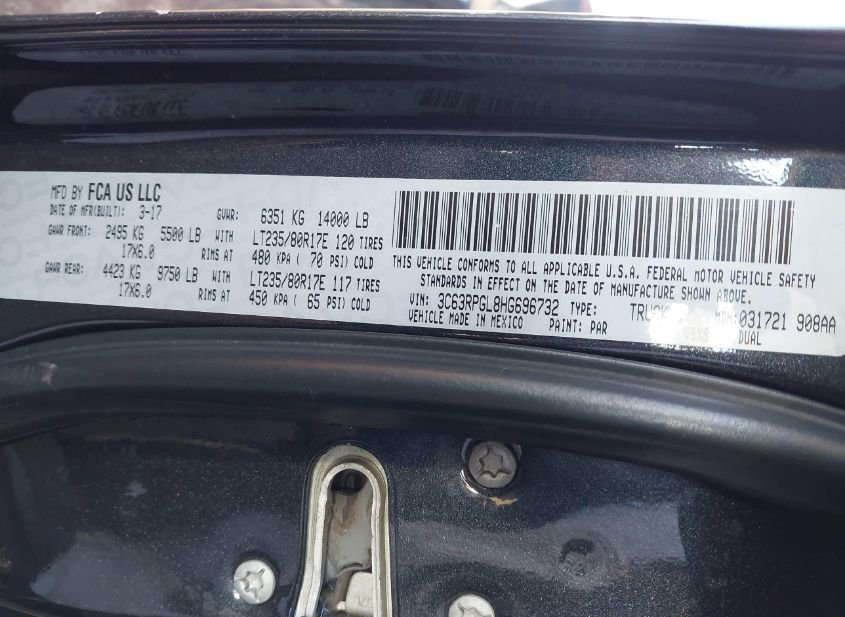 MFD BY FCA US LLC
DATE OF MFR(BUILT): 3-17 GVWR: 6351 KG 14000 LB
GAWR FRONT: 2495 KG 5500 LB WITH LT235/80R17E 120 TIRES
17X6.0 RIMS AT 480 KPA ( 70 PSI) COLD
GAWR REAR: 4423 KG 9750 LB WITH LT235/80R17E 117 TIRES
17X6.0 RIMS AT 450 KPA ( 65 PSI) COLD
THIS VEHICLE CONFORMS TO ALL APPLICABLE U.S.A. FEDERAL MOTOR VEHICLE SAFETY
STANDARDS IN EFFECT ON THE DATE OF MANUFACTURE SHOWN ABOVE.
VIN: 3C63RPGL8HG696732 TYPE: TRUCK MDH: 031721 908AA
VEHICLE MADE IN MEXICO PAINT: PAR DUAL